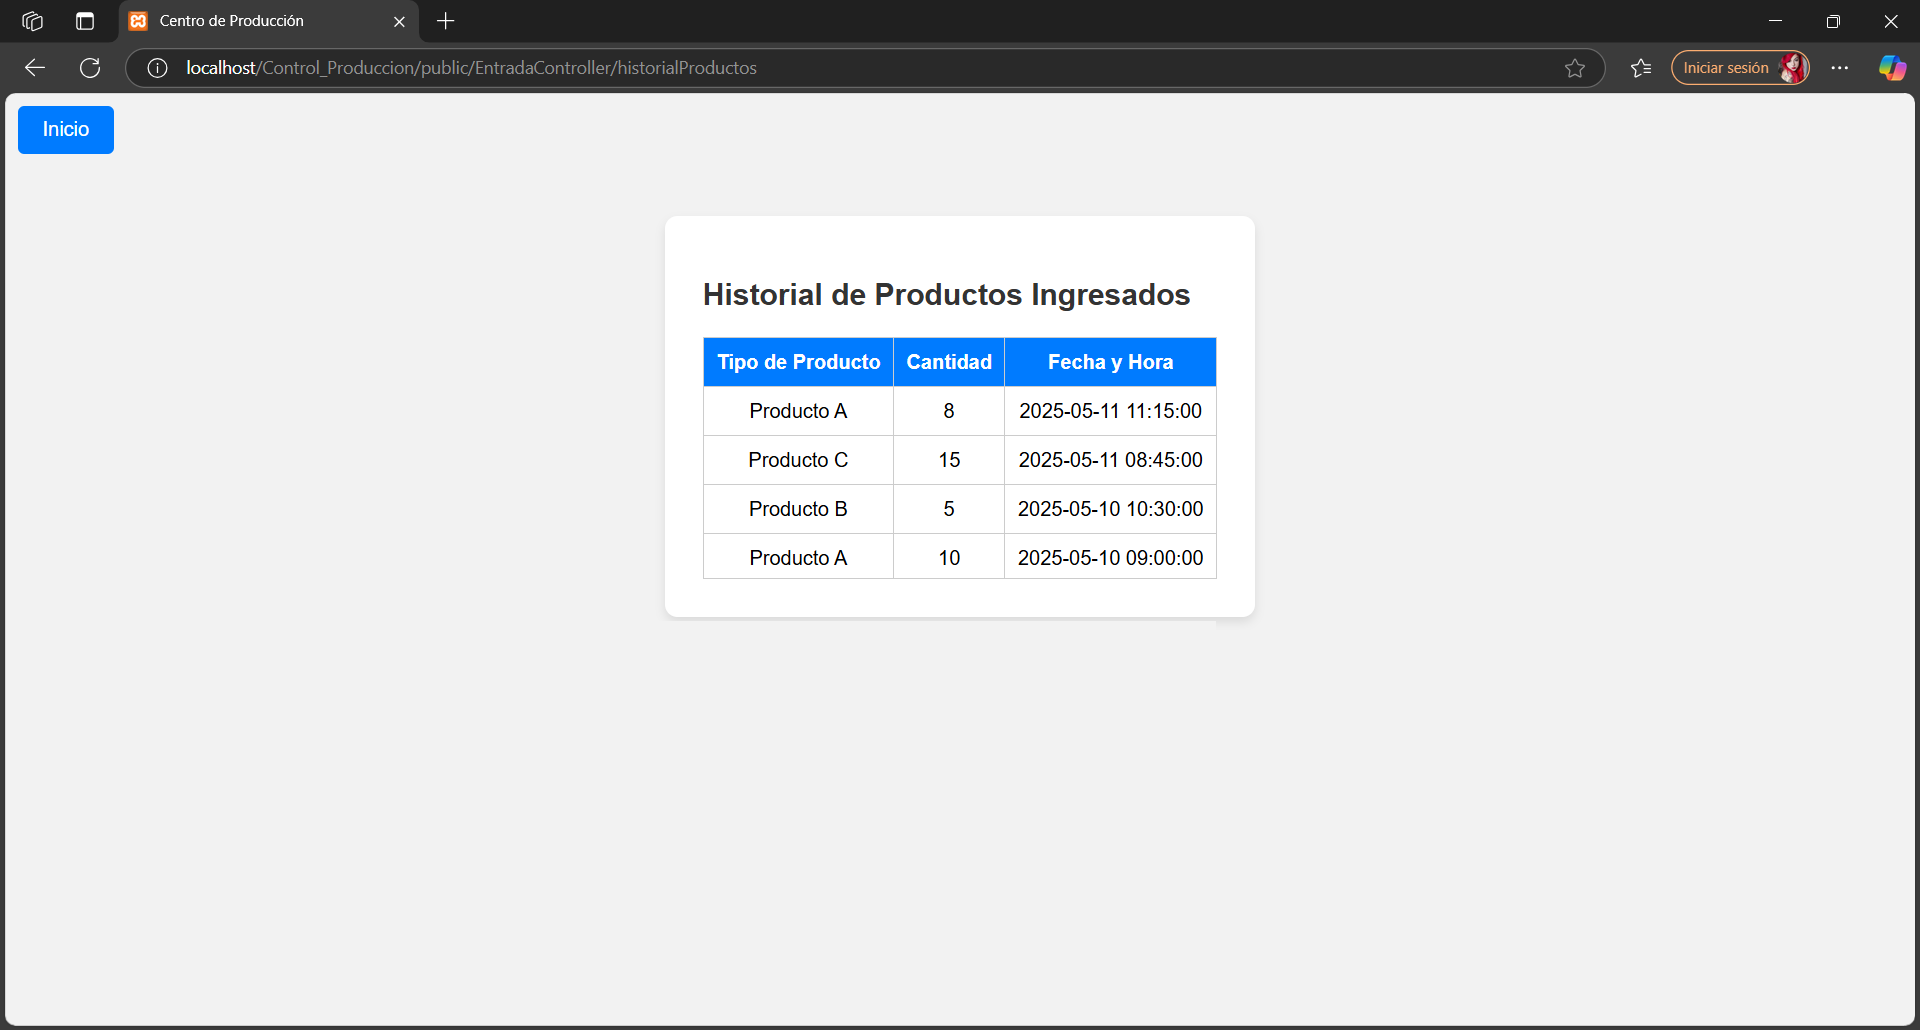 Centro de Producción
localhost/Control_Produccion/public/EntradaController/historialProductos
Iniciar sesión
Inicio
Historial de Productos Ingresados
Tipo de Producto Cantidad Fecha y Hora
Producto A 8 2025-05-11 11:15:00
Producto C 15 2025-05-11 08:45:00
Producto B 5 2025-05-10 10:30:00
Producto A 10 2025-05-10 09:00:00